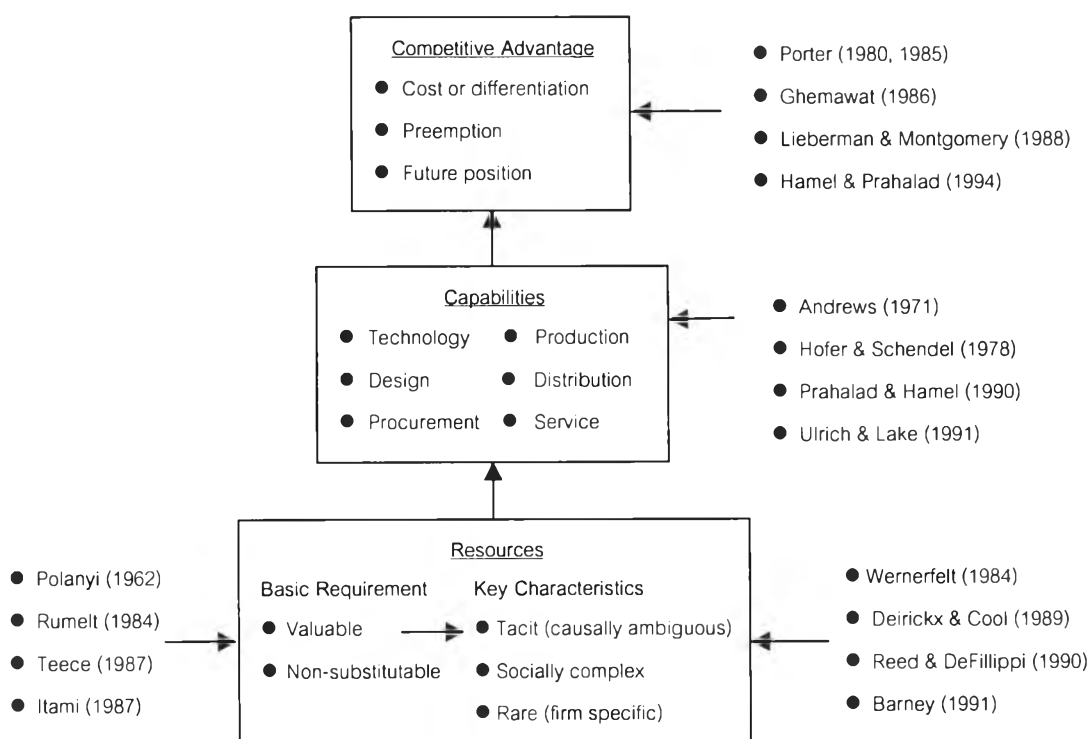 Competitive Advantage
● Cost or differentiation
● Preemption
● Future position
● Porter (1980, 1985)
● Ghemawat (1986)
● Lieberman & Montgomery (1988)
● Hamel & Prahalad (1994)
Capabilities
● Technology
● Production
● Design
● Distribution
● Procurement
● Service
● Andrews (1971)
● Hofer & Schendel (1978)
● Prahalad & Hamel (1990)
● Ulrich & Lake (1991)
● Polanyi (1962)
● Rumelt (1984)
● Teece (1987)
● Itami (1987)
Resources
Basic Requirement
● Valuable
● Non-substitutable
Key Characteristics
● Tacit (causally ambiguous)
● Socially complex
● Rare (firm specific)
● Wernerfelt (1984)
● Deirickx & Cool (1989)
● Reed & DeFillippi (1990)
● Barney (1991)